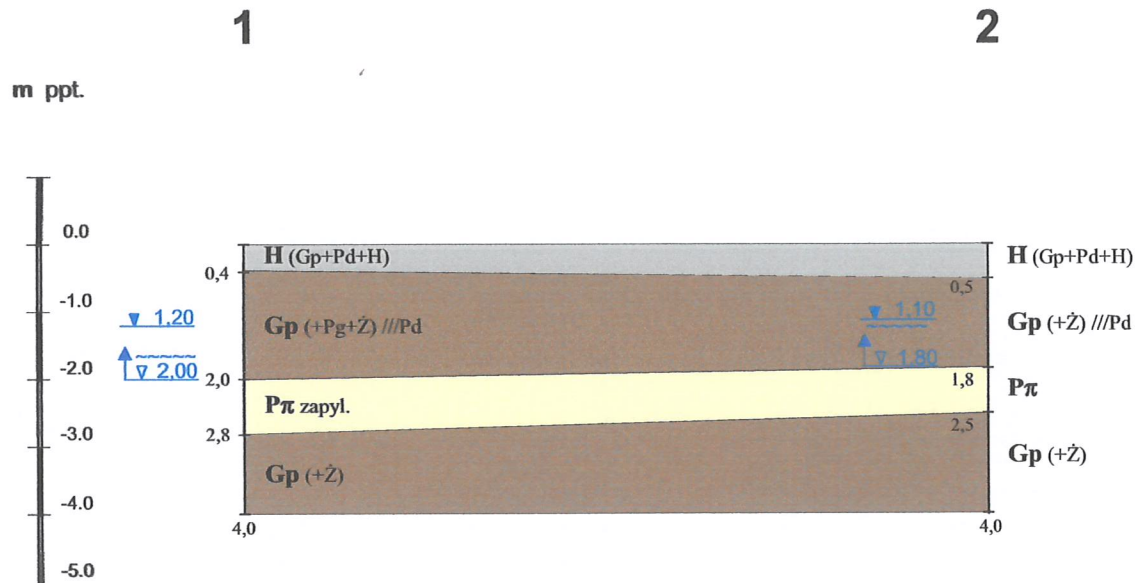 1
2
m ppt.
0.0
-1.0
-2.0
-3.0
-4.0
-5.0
1,20
~~~~~
2,00
0,4
2,0
2,8
4,0
H (Gp+Pd+H)
Gp (+Pg+Ż) ///Pd
Pπ zapyl.
Gp (+Ż)
0,5
1,10
1,80
1,8
2,5
4,0
H (Gp+Pd+H)
Gp (+Ż) ///Pd
Pπ
Gp (+Ż)